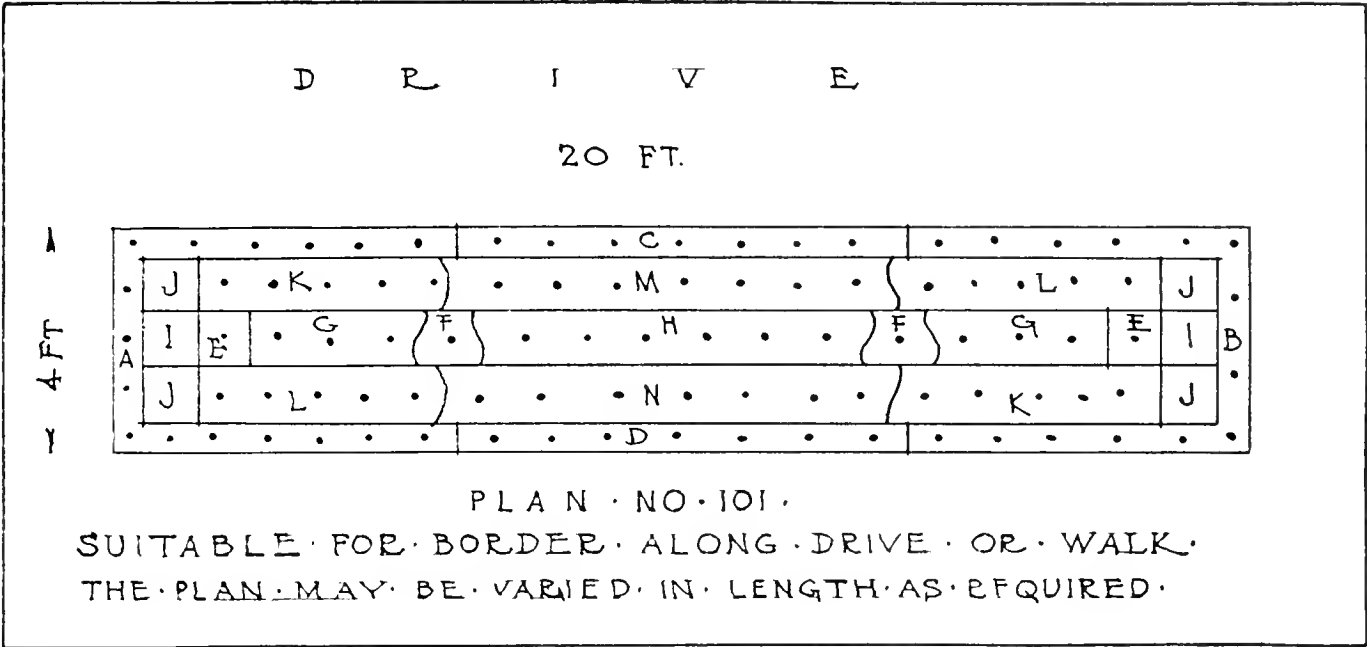 D R I V E
20 FT.
C
J K M L J
4 FT
A I E G F H F G E I B
J L N K J
D
PLAN · NO · 101 .
SUITABLE · FOR · BORDER · ALONG · DRIVE · OR · WALK ·
THE · PLAN · MAY · BE · VARIED · IN · LENGTH · AS · REQUIRED ·